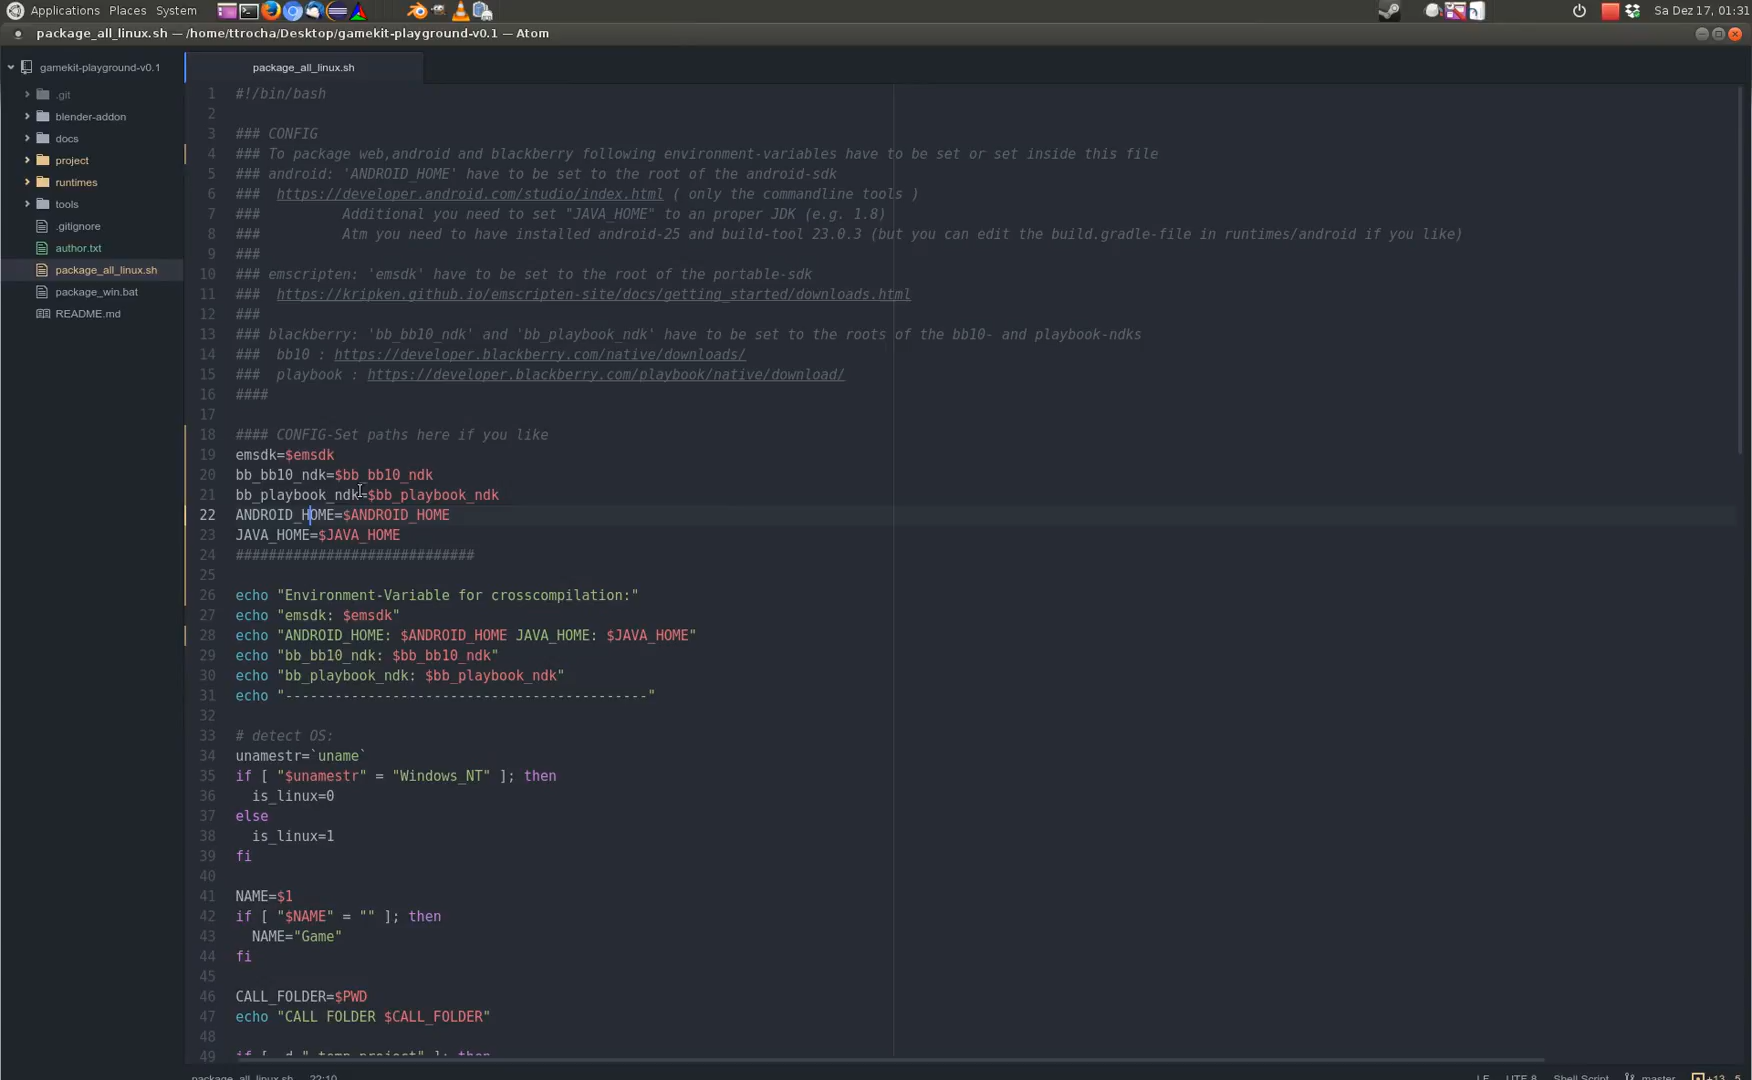 Applications Places System
Sa Dez 17, 01:31
package_all_linux.sh — /home/ttrocha/Desktop/gamekit-playground-v0.1 — Atom
gamekit-playground-v0.1
.git
blender-addon
docs
project
runtimes
tools
.gitignore
author.txt
package_all_linux.sh
package_win.bat
README.md
package_all_linux.sh
1 #!/bin/bash
2
3 ### CONFIG
4 ### To package web,android and blackberry following environment-variables have to be set or set inside this file
5 ### android: 'ANDROID_HOME' have to be set to the root of the android-sdk
6 ###  https://developer.android.com/studio/index.html ( only the commandline tools )
7 ###          Additional you need to set "JAVA_HOME" to an proper JDK (e.g. 1.8)
8 ###          Atm you need to have installed android-25 and build-tool 23.0.3 (but you can edit the build.gradle-file in runtimes/android if you like)
9 ###
10 ### emscripten: 'emsdk' have to be set to the root of the portable-sdk
11 ###  https://kripken.github.io/emscripten-site/docs/getting_started/downloads.html
12 ###
13 ### blackberry: 'bb_bb10_ndk' and 'bb_playbook_ndk' have to be set to the roots of the bb10- and playbook-ndks
14 ###  bb10 : https://developer.blackberry.com/native/downloads/
15 ###  playbook : https://developer.blackberry.com/playbook/native/download/
16 ####
17
18 #### CONFIG-Set paths here if you like
19 emsdk=$emsdk
20 bb_bb10_ndk=$bb_bb10_ndk
21 bb_playbook_ndk=$bb_playbook_ndk
22 ANDROID_HOME=$ANDROID_HOME
23 JAVA_HOME=$JAVA_HOME
24 #############################
25
26 echo "Environment-Variable for crosscompilation:"
27 echo "emsdk: $emsdk"
28 echo "ANDROID_HOME: $ANDROID_HOME JAVA_HOME: $JAVA_HOME"
29 echo "bb_bb10_ndk: $bb_bb10_ndk"
30 echo "bb_playbook_ndk: $bb_playbook_ndk"
31 echo "--------------------------------------------"
32
33 # detect OS:
34 unamestr=`uname`
35 if [ "$unamestr" = "Windows_NT" ]; then
36   is_linux=0
37 else
38   is_linux=1
39 fi
40
41 NAME=$1
42 if [ "$NAME" = "" ]; then
43   NAME="Game"
44 fi
45
46 CALL_FOLDER=$PWD
47 echo "CALL FOLDER $CALL_FOLDER"
48
49 if [ -d "_temp_project" ]; then
package_all_linux.sh 22:10
LF UTF-8 Shell Script master